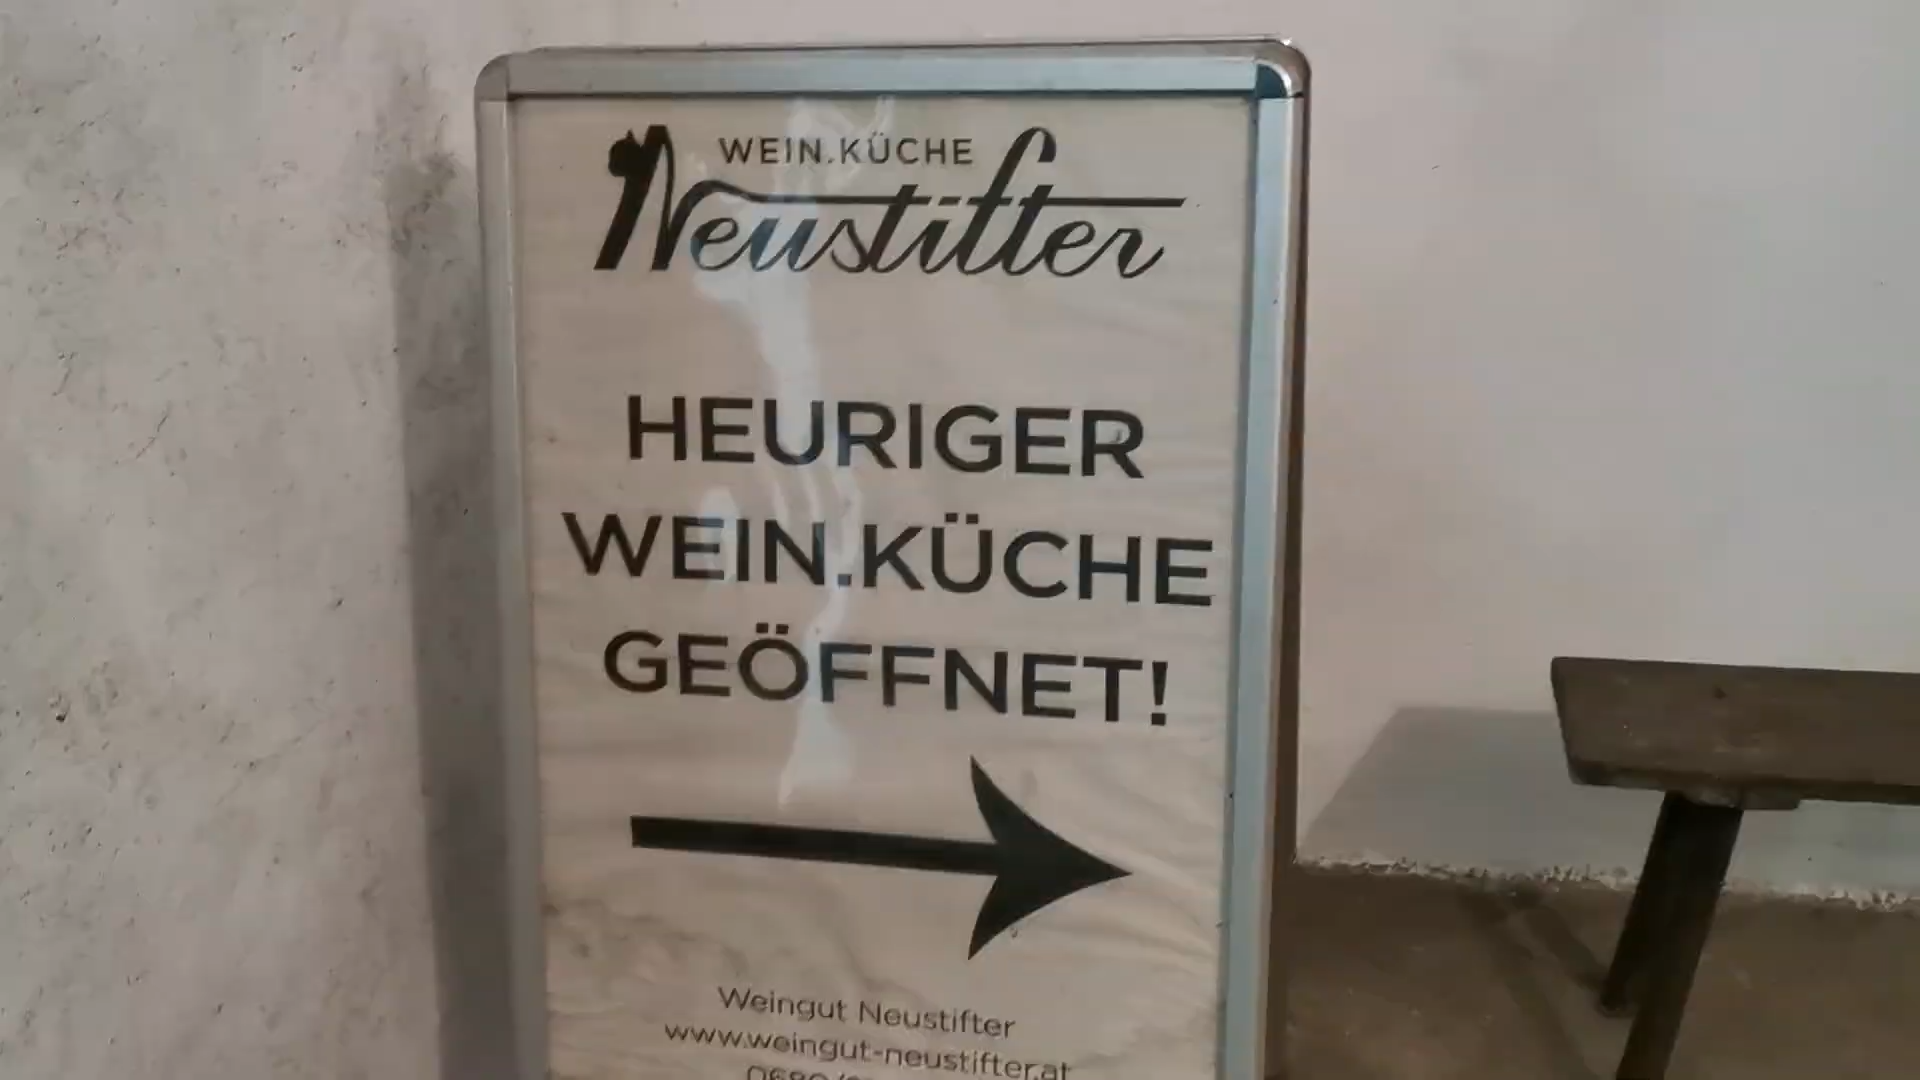 WEIN.KÜCHE
Neustifter
HEURIGER
WEIN.KÜCHE
GEÖFFNET!
Weingut Neustifter
www.weingut-neustifter.at